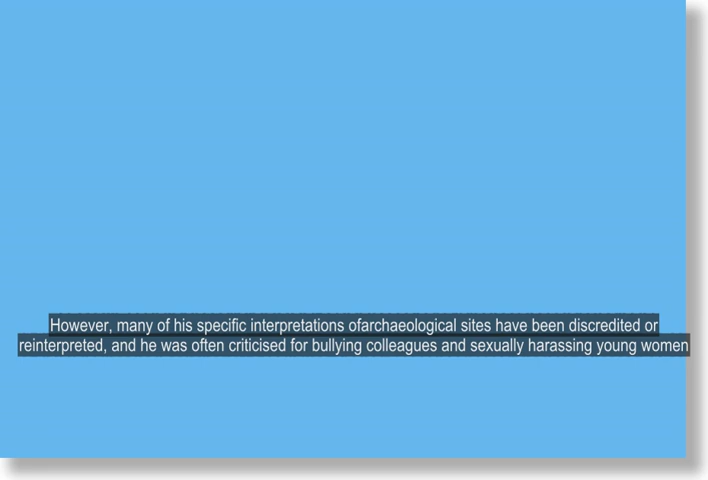 However, many of his specific interpretations ofarchaeological sites have been discredited or
reinterpreted, and he was often criticised for bullying colleagues and sexually harassing young women